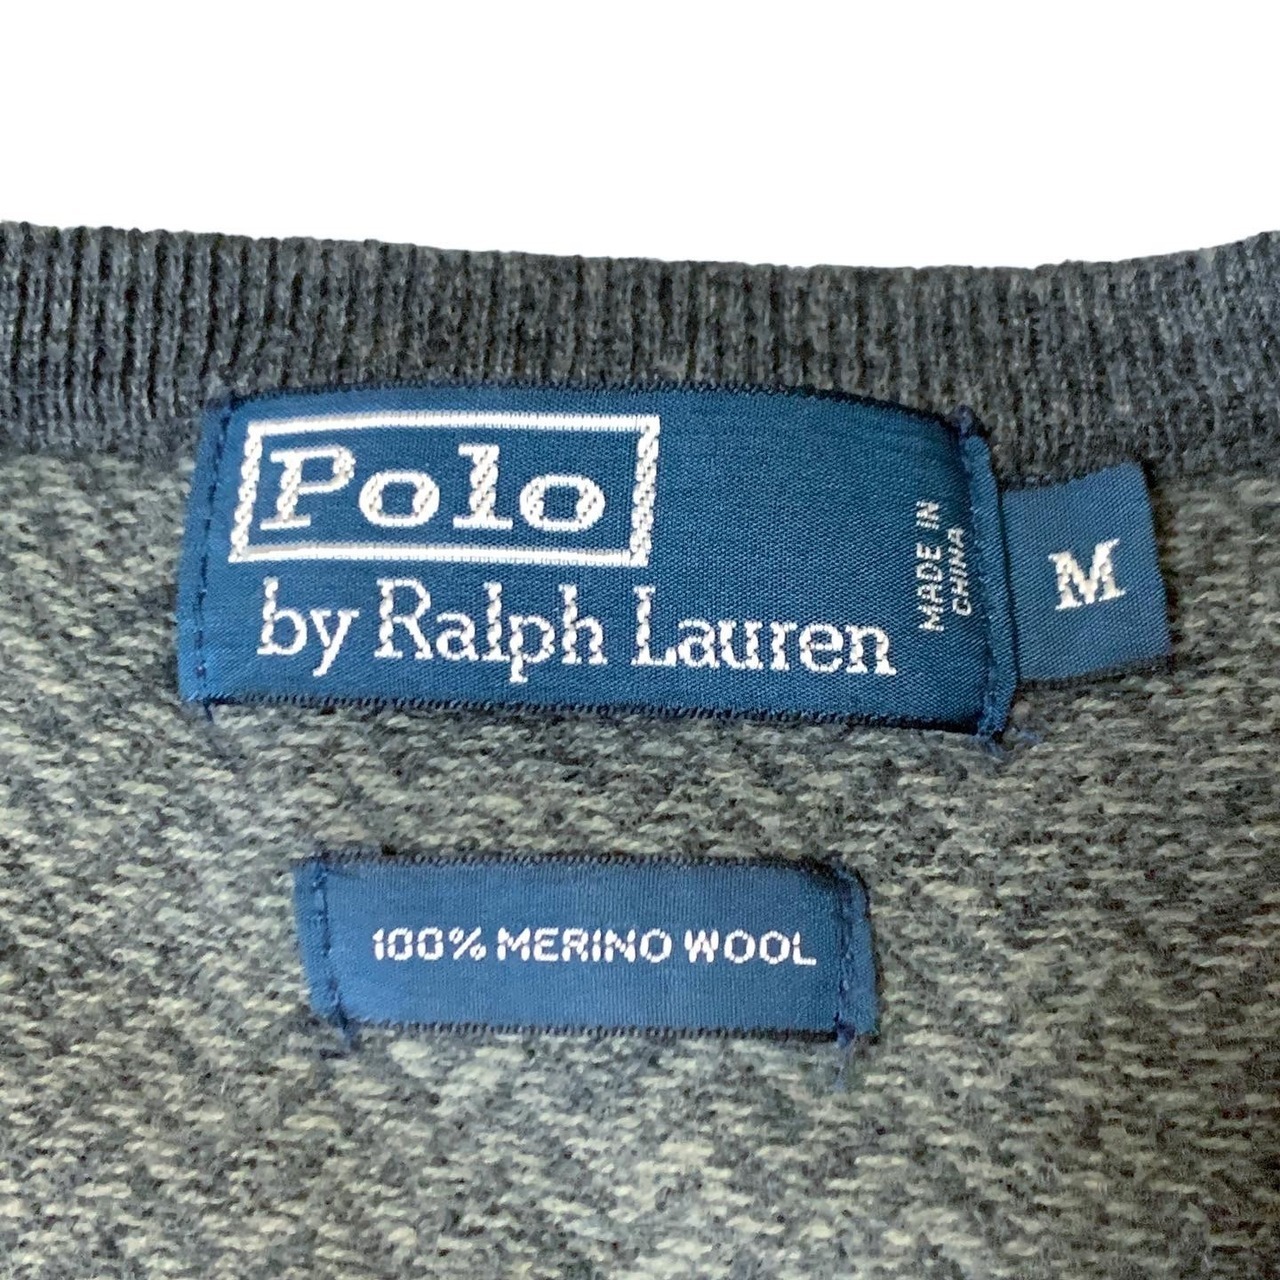 Polo
by Ralph Lauren
MADE IN
CHINA
M
100% MERINO WOOL